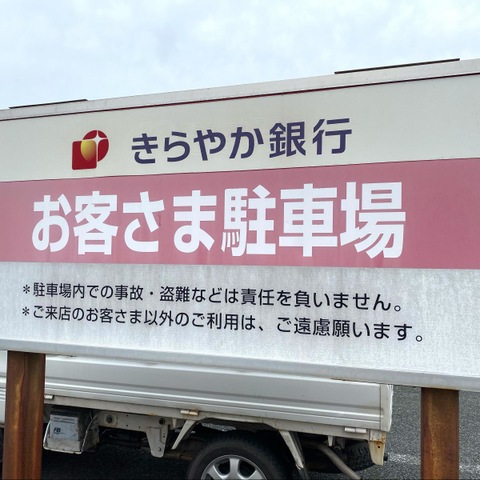 きらやか銀行
お客さま駐車場
*駐車場内での事故・盗難などは責任を負いません。
*ご来店のお客さま以外のご利用は、ご遠慮願います。